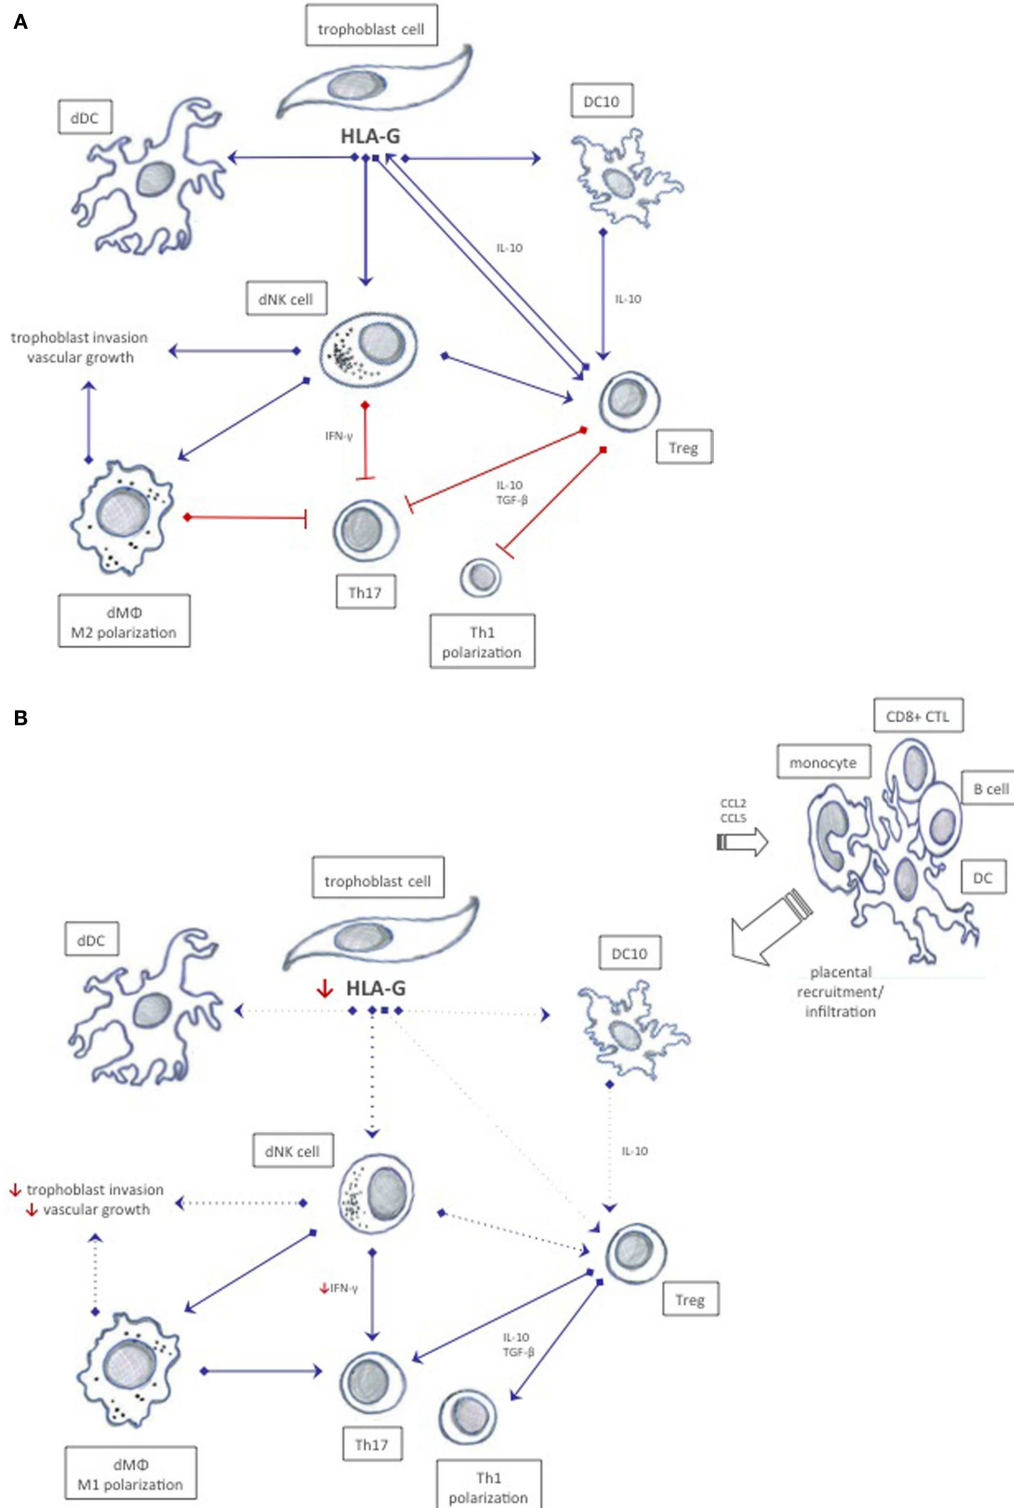 A
trophoblast cell
dDC
DC10
HLA-G
IL-10
IL-10
dNK cell
trophoblast invasion
vascular growth
IFN-γ
Treg
IL-10
TGF-β
Th17
dMΦ
M2 polarization
Th1
polarization
B
CD8+ CTL
monocyte
B cell
CCL2
CCL5
DC
trophoblast cell
dDC
DC10
placental
recruitment/
infiltration
↓ HLA-G
dNK cell
IL-10
↓ trophoblast invasion
↓ vascular growth
↓IFN-γ
Treg
IL-10
TGF-β
Th17
dMΦ
M1 polarization
Th1
polarization